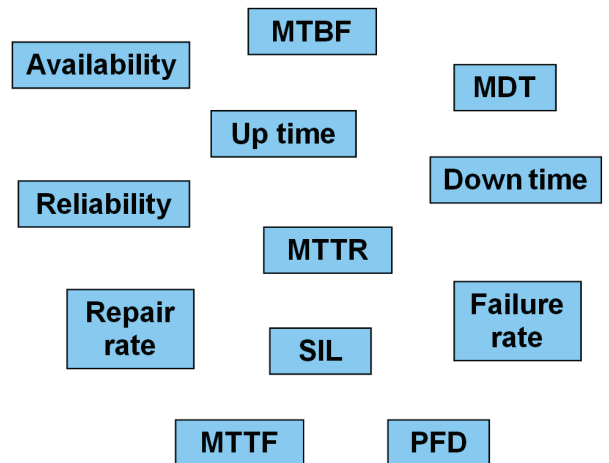 MTBF
Availability
MDT
Up time
Down time
Reliability
MTTR
Repair
rate
Failure
rate
SIL
MTTF
PFD